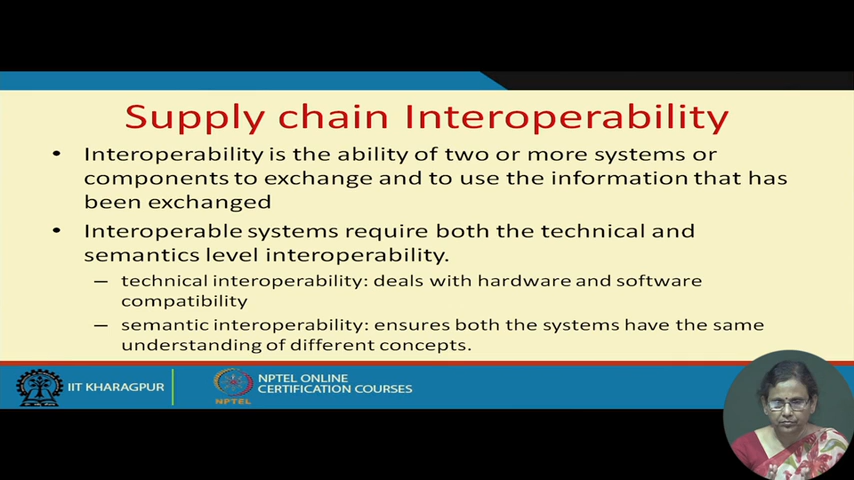 Supply chain Interoperability
• Interoperability is the ability of two or more systems or
components to exchange and to use the information that has
been exchanged
• Interoperable systems require both the technical and
semantics level interoperability.
– technical interoperability: deals with hardware and software
compatibility
– semantic interoperability: ensures both the systems have the same
understanding of different concepts.
IIT KHARAGPUR
NPTEL
NPTEL ONLINE
CERTIFICATION COURSES